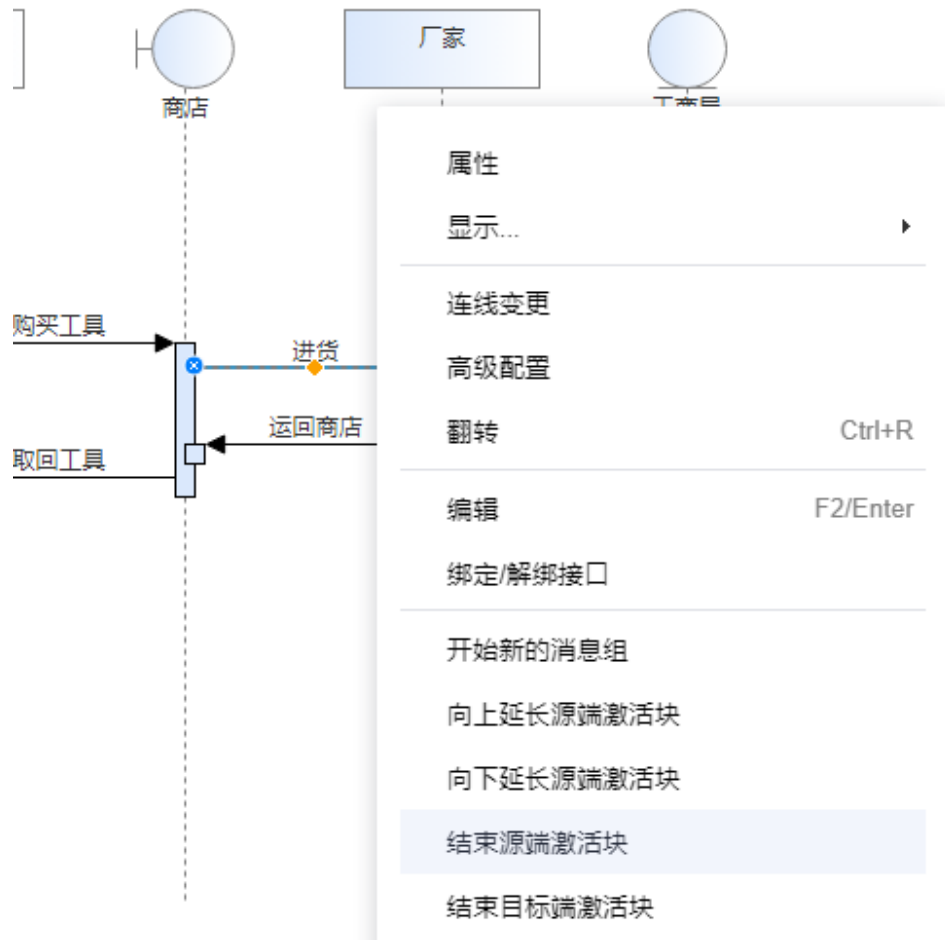 厂家
商店
工商局
属性
显示...
连线变更
购买工具
进货
高级配置
运回商店
翻转 Ctrl+R
取回工具
编辑 F2/Enter
绑定/解绑接口
开始新的消息组
向上延长源端激活块
向下延长源端激活块
结束源端激活块
结束目标端激活块